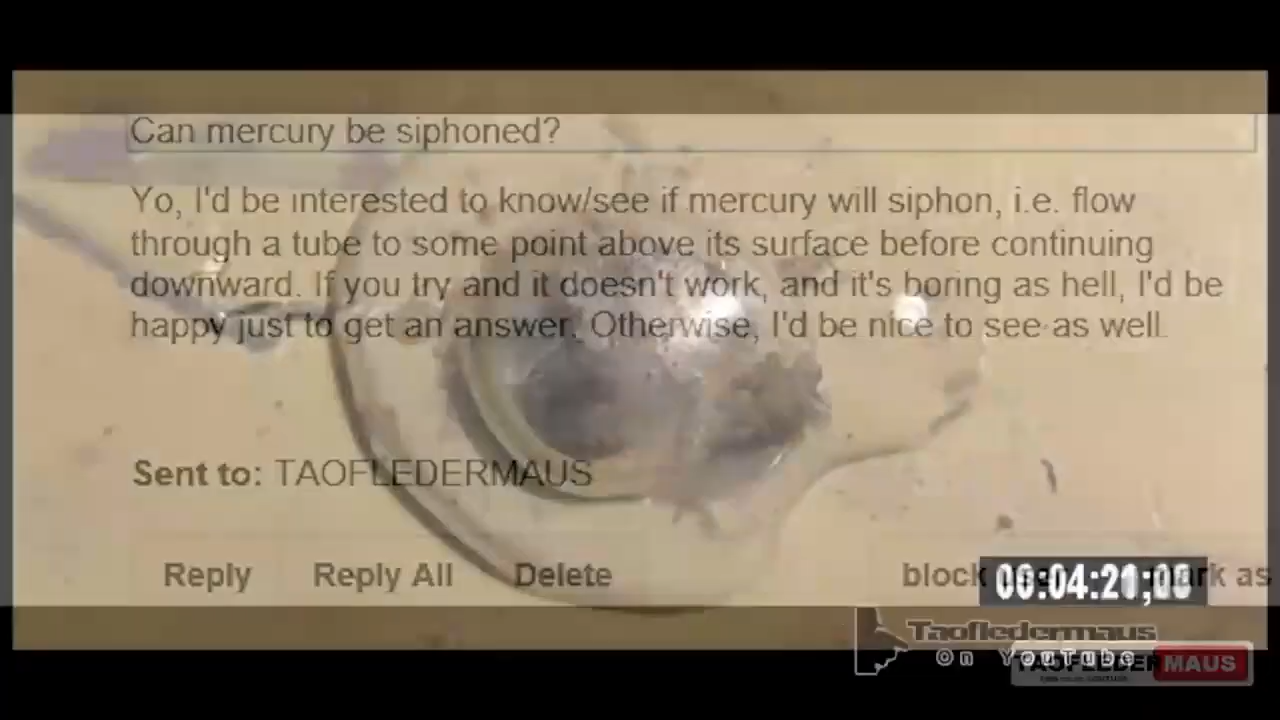 Can mercury be siphoned?
Yo, I'd be interested to know/see if mercury will siphon, i.e. flow
through a tube to some point above its surface before continuing
downward. If you try and it doesn't work, and it's boring as hell, I'd be
happy just to get an answer. Otherwise, I'd be nice to see as well.
Sent to: TAOFLEDERMAUS
Reply Reply All Delete block mark as
Taofledermaus
On YouTube
TAOFLEDERMAUS